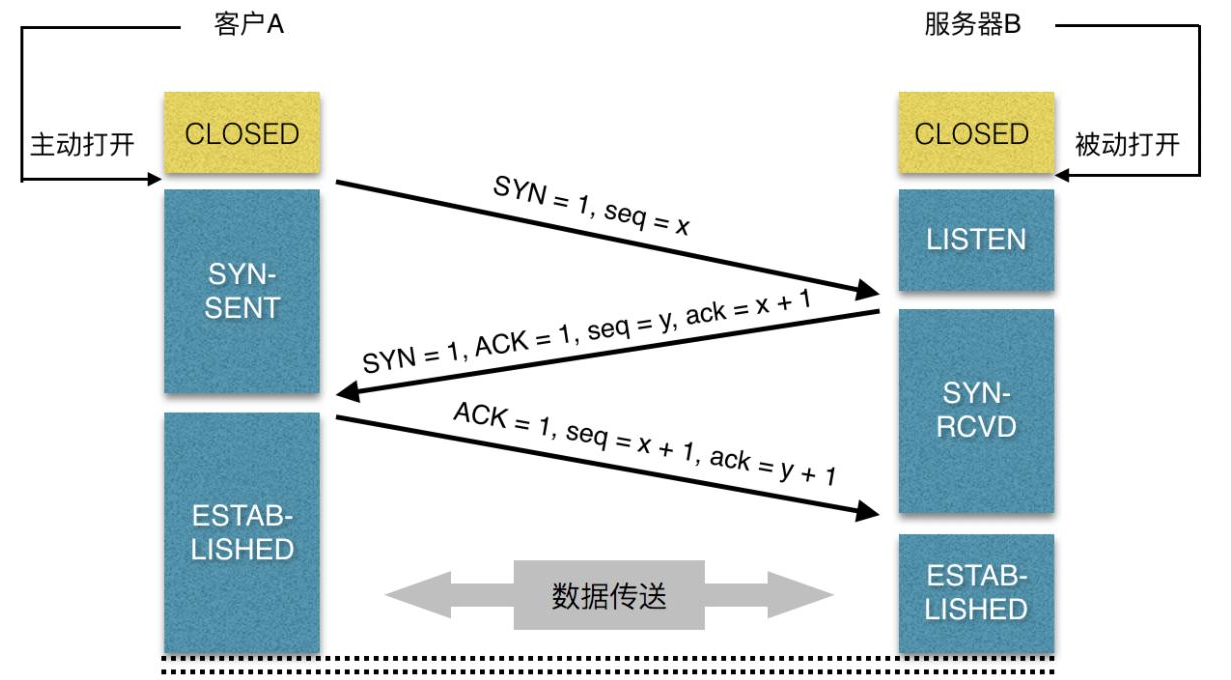 客户A
服务器B
主动打开
CLOSED
CLOSED
被动打开
SYN = 1, seq = x
SYN-
SENT
LISTEN
SYN = 1, ACK = 1, seq = y, ack = x + 1
SYN-
RCVD
ACK = 1, seq = x + 1, ack = y + 1
ESTAB-
LISHED
数据传送
ESTAB-
LISHED